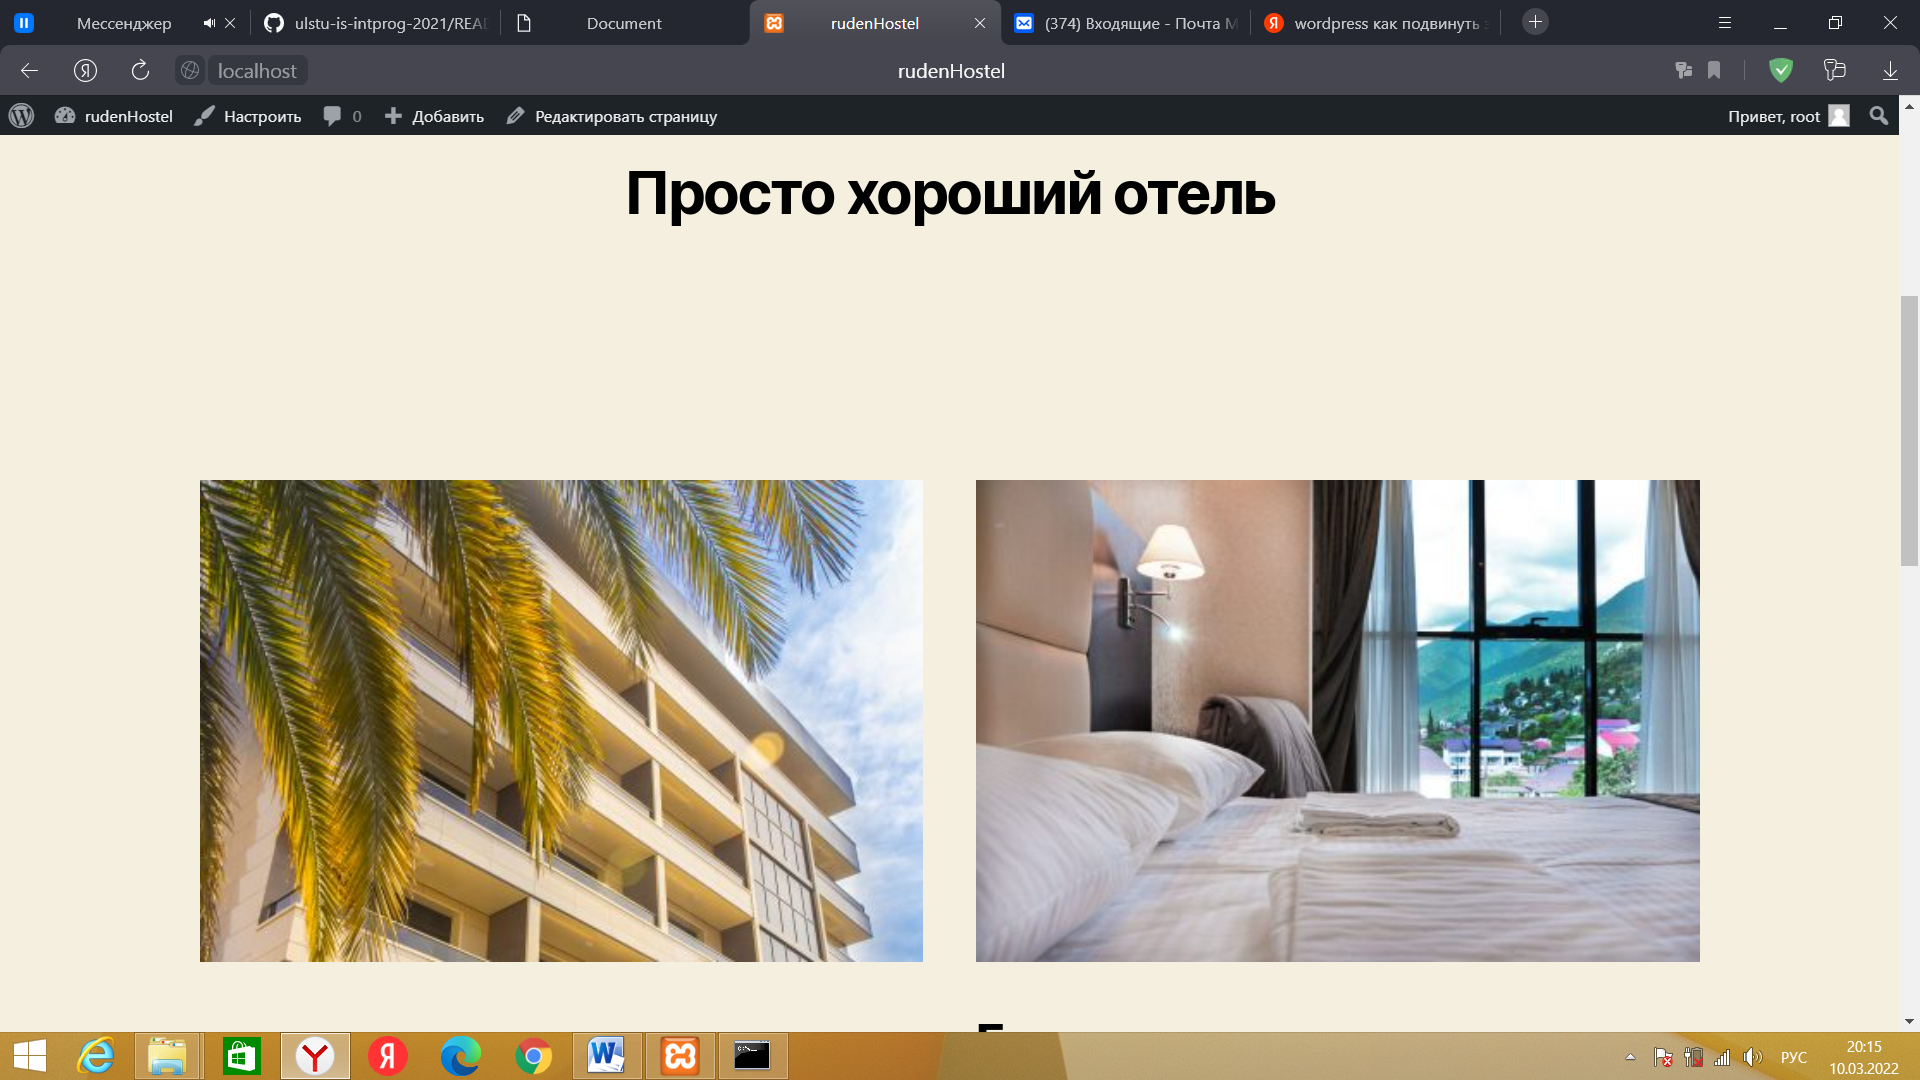 Мессенджер
ulstu-is-intprog-2021/REA
Document
rudenHostel
(374) Входящие - Почта M
wordpress как подвинуть
localhost
rudenHostel
rudenHostel
Настроить
0
Добавить
Редактировать страницу
Привет, root
Просто хороший отель
РУС
20:15
10.03.2022